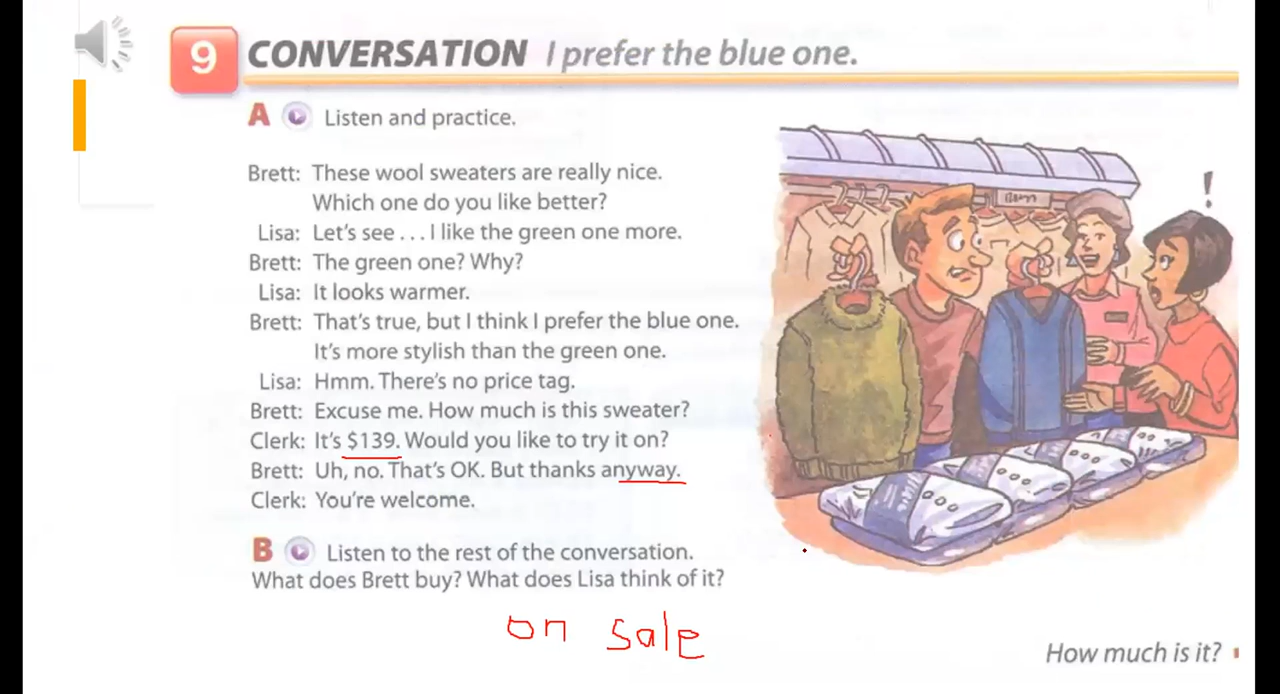 9 CONVERSATION I prefer the blue one.
A Listen and practice.
Brett: These wool sweaters are really nice.
Which one do you like better?
Lisa: Let's see . . . I like the green one more.
Brett: The green one? Why?
Lisa: It looks warmer.
Brett: That's true, but I think I prefer the blue one.
It's more stylish than the green one.
Lisa: Hmm. There's no price tag.
Brett: Excuse me. How much is this sweater?
Clerk: It's $139. Would you like to try it on?
Brett: Uh, no. That's OK. But thanks anyway.
Clerk: You're welcome.
!
B Listen to the rest of the conversation.
What does Brett buy? What does Lisa think of it?
on sale
How much is it?